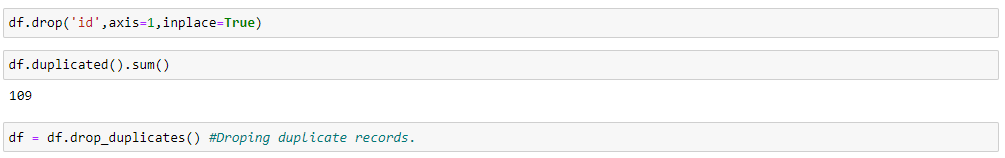 df.drop('id',axis=1,inplace=True)
df.duplicated().sum()
109
df = df.drop_duplicates() #Droping duplicate records.